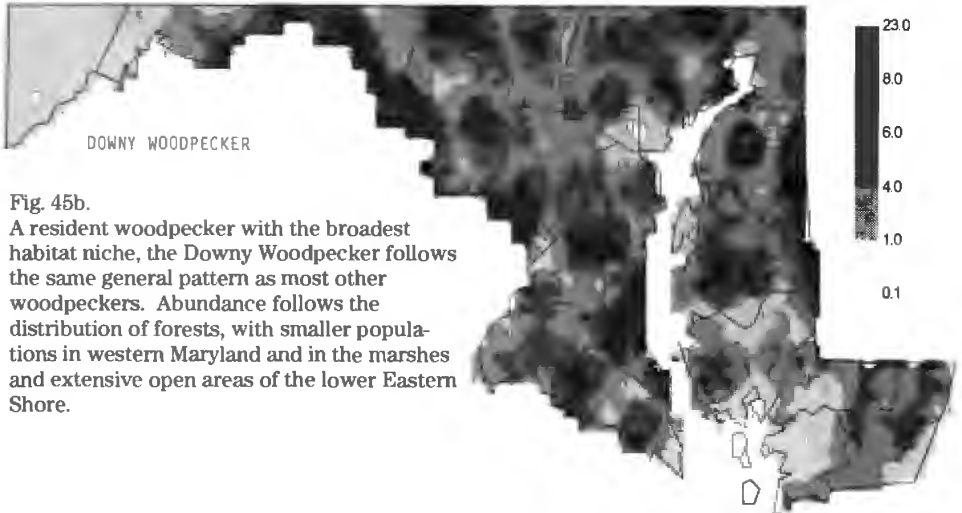 DOWNY WOODPECKER
Fig. 45b.
A resident woodpecker with the broadest
habitat niche, the Downy Woodpecker follows
the same general pattern as most other
woodpeckers. Abundance follows the
distribution of forests, with smaller popula-
tions in western Maryland and in the marshes
and extensive open areas of the lower Eastern
Shore.
23.0
8.0
6.0
4.0
1.0
0.1